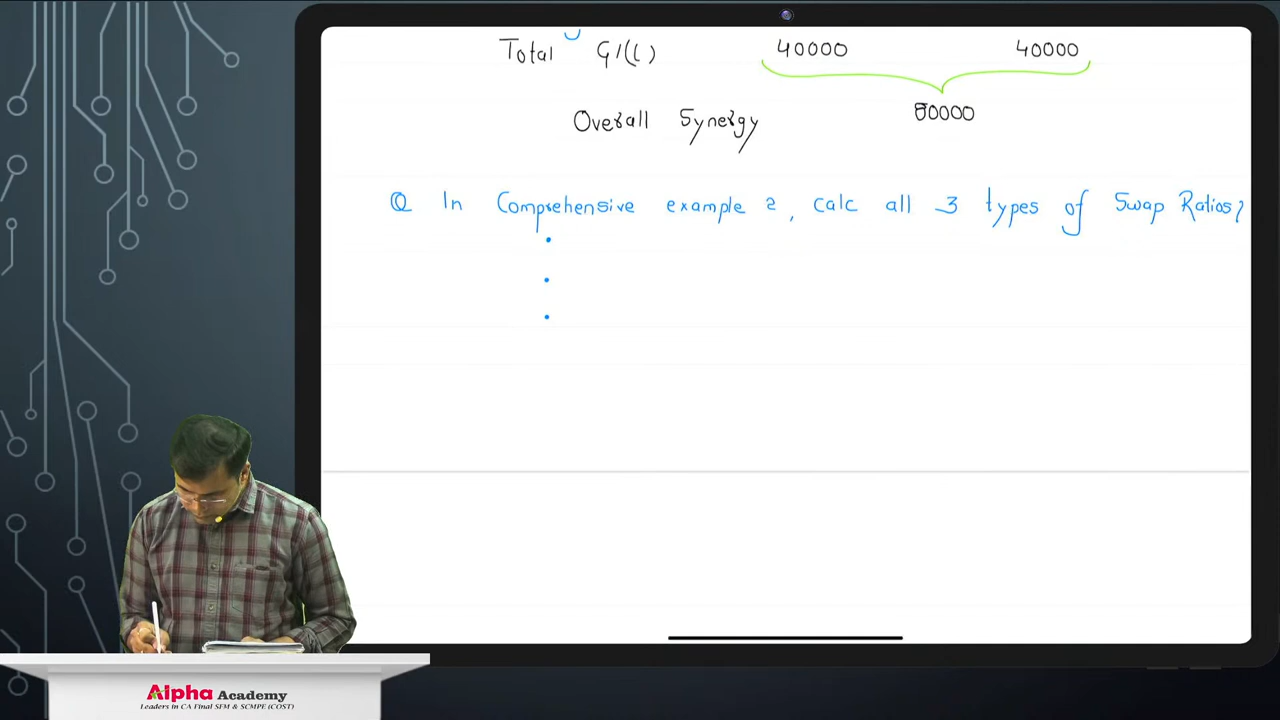 Total G/(L) 40000 40000
Overall Synergy 80000
Q In Comprehensive example 2, calc all 3 types of Swap Ratios?
Alpha Academy
Leaders in CA Final SFM & SCMPE (COST)